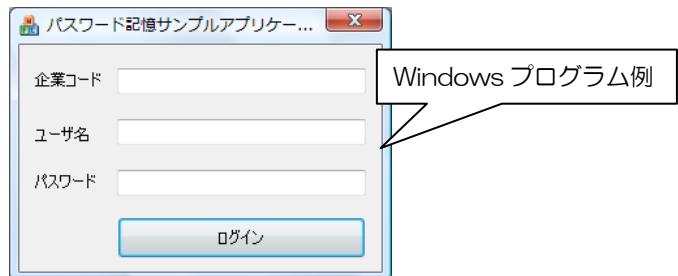 パスワード記憶サンプルアプリケー...
Windows プログラム例
企業コード
ユーザ名
パスワード
ログイン